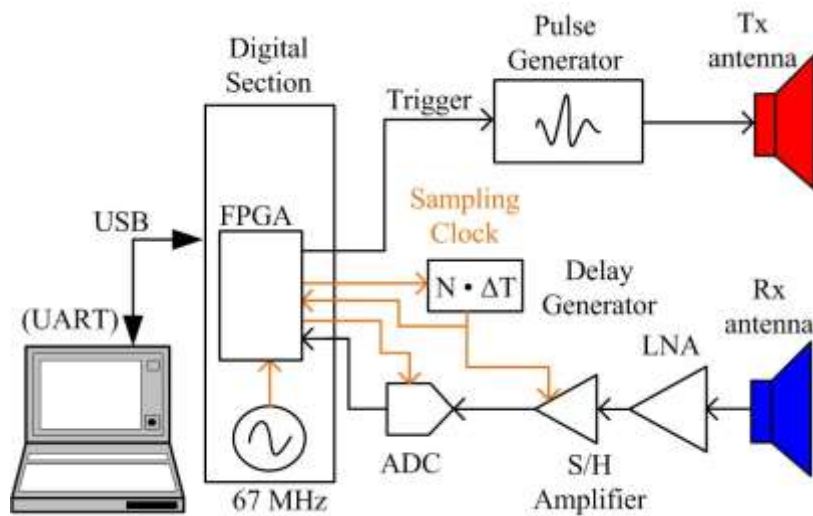 Digital
Section
Pulse
Generator
Tx
antenna
Trigger
USB
FPGA
Sampling
Clock
N • ΔT
Delay
Generator
Rx
antenna
(UART)
LNA
ADC
S/H
Amplifier
67 MHz